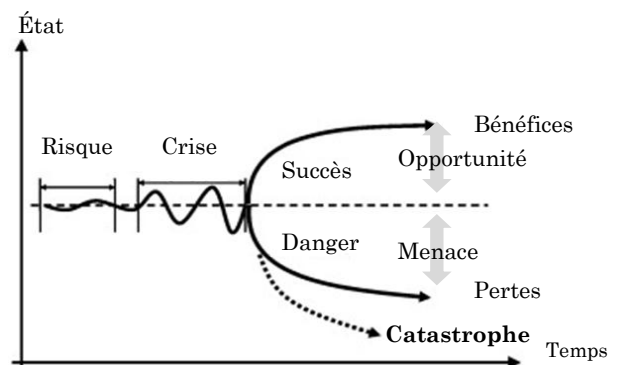 État
Bénéfices
Risque
Crise
Succès
Opportunité
Danger
Menace
Pertes
Catastrophe
Temps